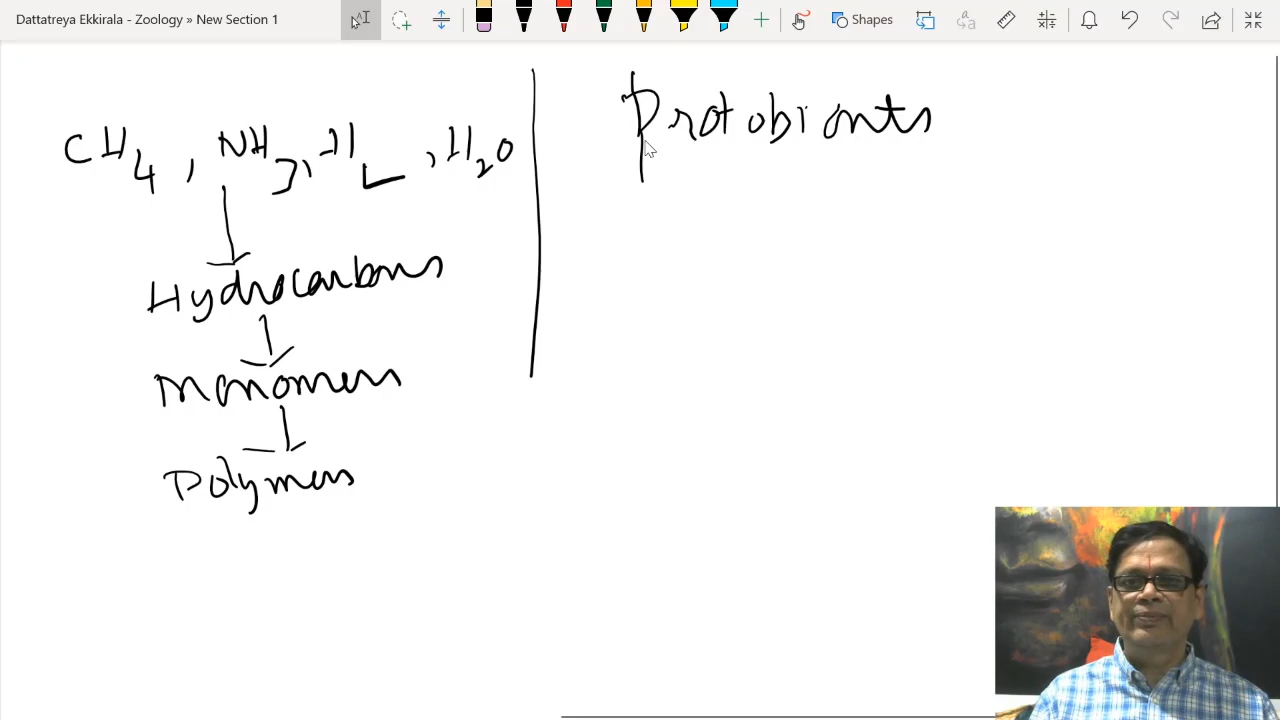 Dattatreya Ekkirala - Zoology » New Section 1
Shapes
CH4, NH3, H2, H2O
Hydrocarbons
Monomers
Polymers
Protobionts